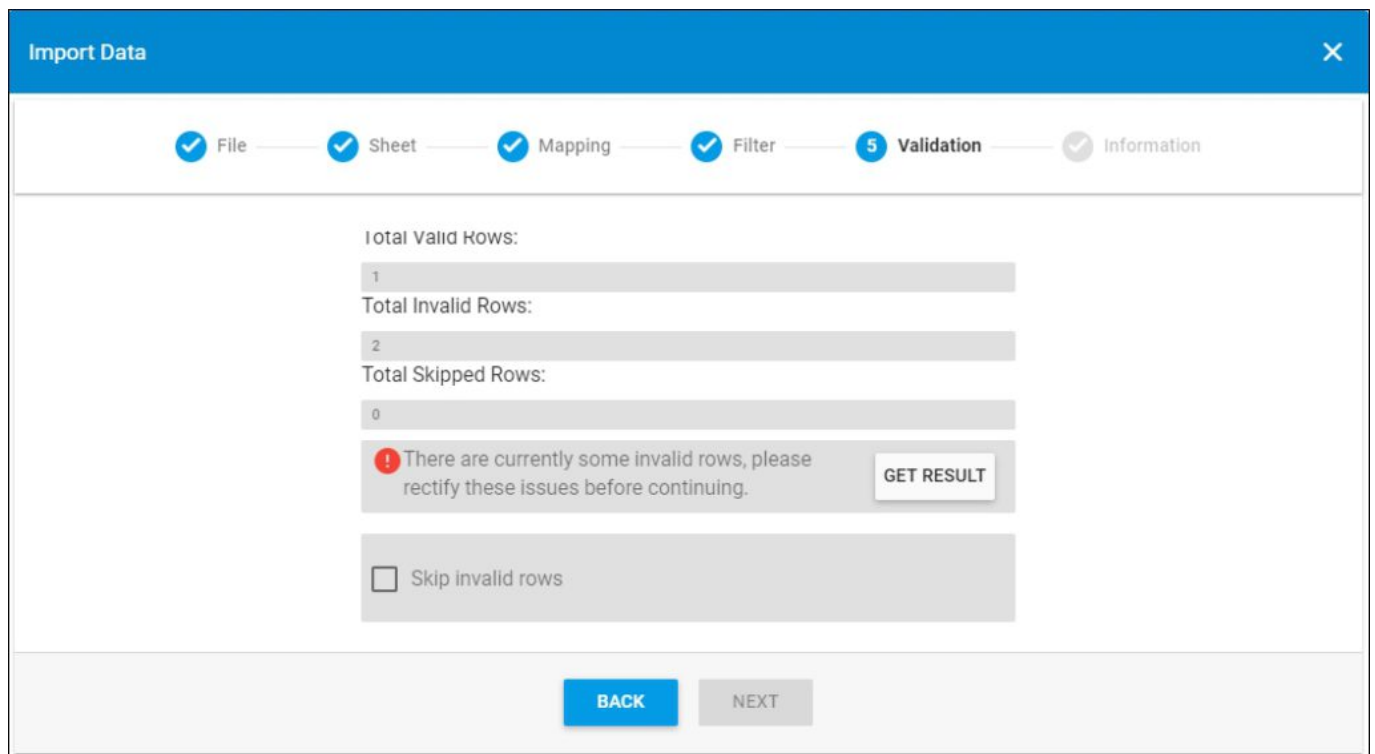 Import Data
File
Sheet
Mapping
Filter
5 Validation
Information
Total Valid Rows:
1
Total Invalid Rows:
2
Total Skipped Rows:
0
There are currently some invalid rows, please
rectify these issues before continuing.
GET RESULT
Skip invalid rows
BACK
NEXT